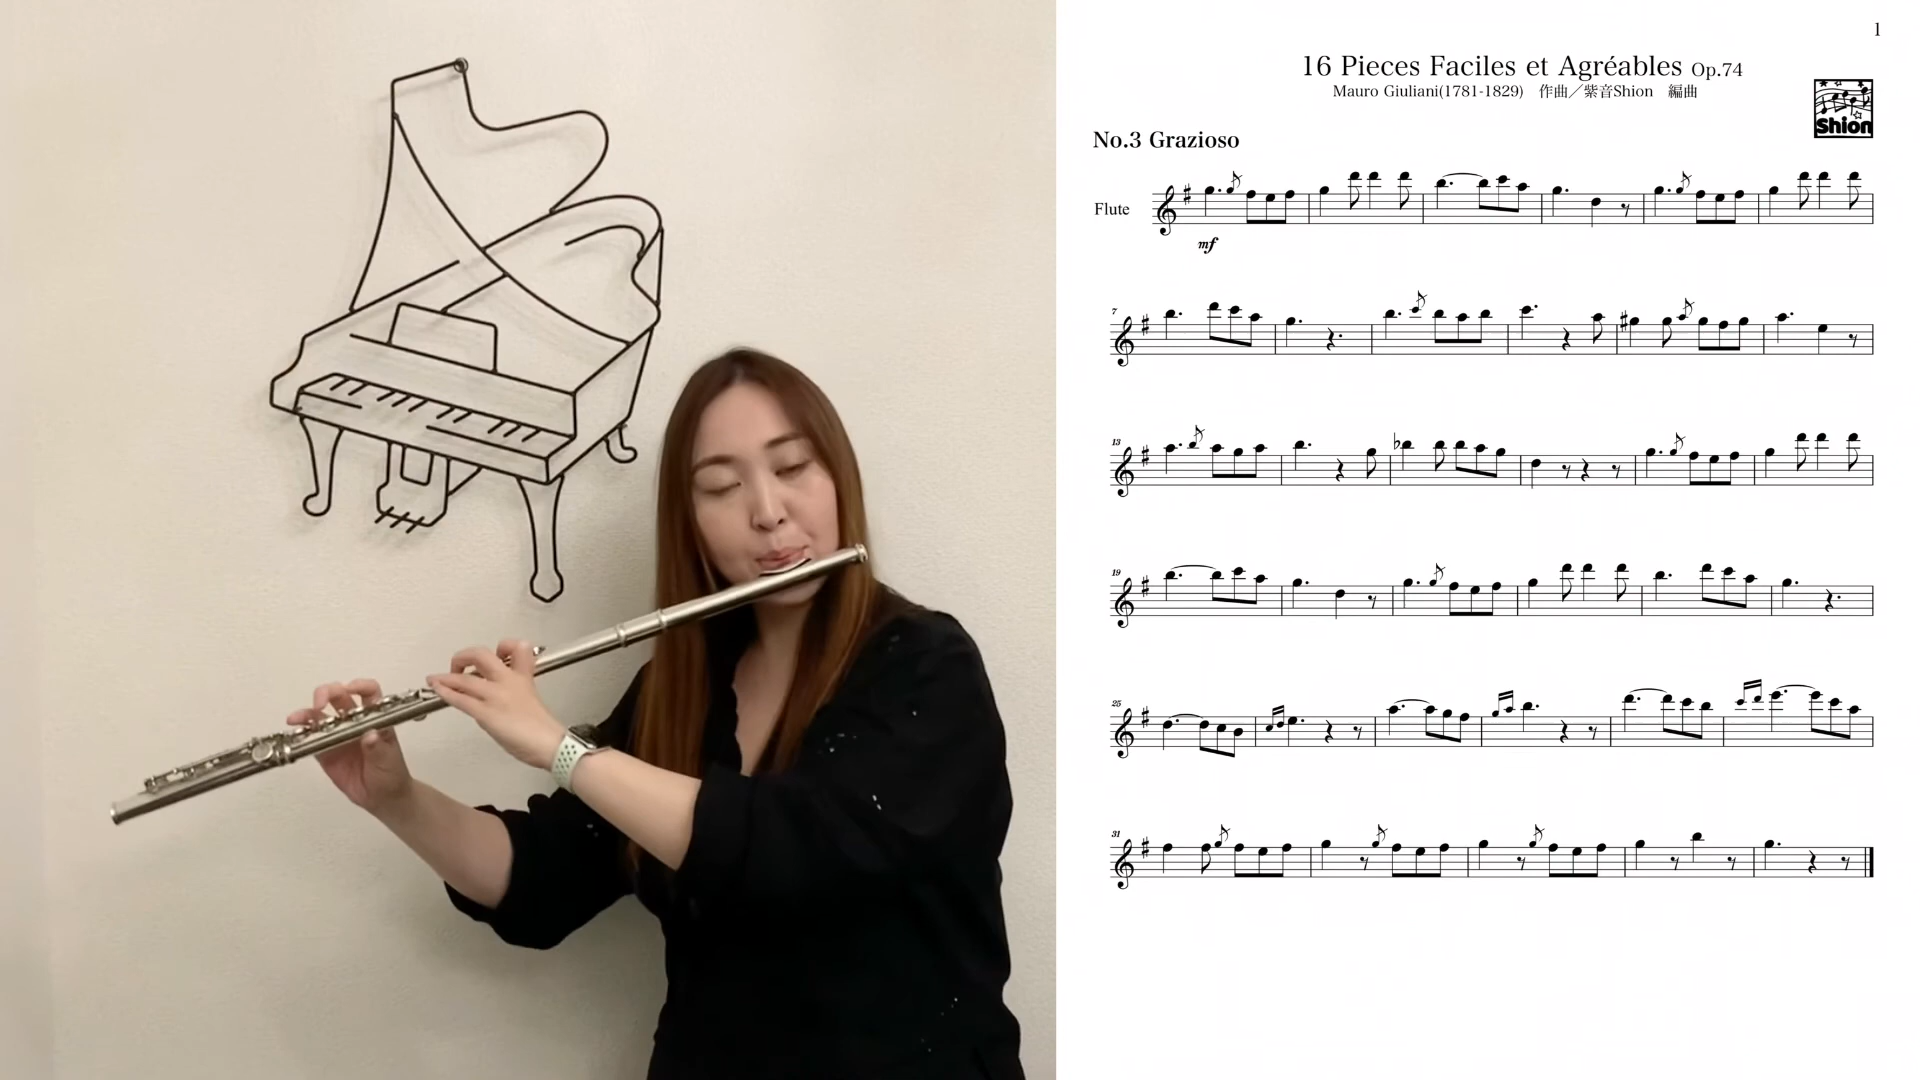 1
16 Pieces Faciles et Agréables Op.74
Mauro Giuliani(1781-1829) 作曲／紫音Shion 編曲
Shion
No.3 Grazioso
Flute
mf
7
13
19
25
31